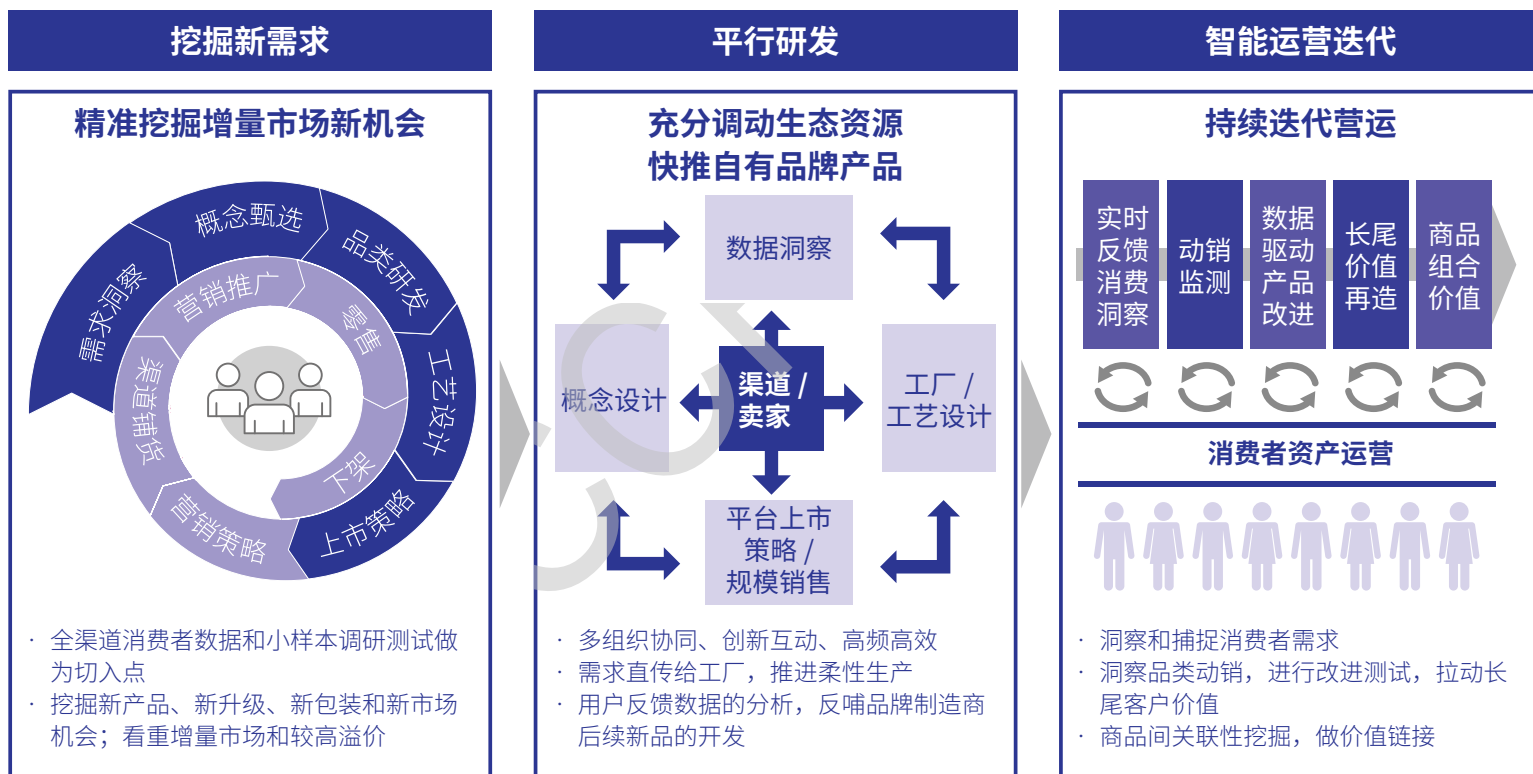 挖掘新需求
精准挖掘增量市场新机会
需求洞察
概念甄选
品类研发
工艺设计
上市策略
营销策略
渠道铺货
营销推广
零售
下架
· 全渠道消费者数据和小样本调研测试做
为切入点
· 挖掘新产品、新升级、新包装和新市场
机会；看重增量市场和较高溢价
平行研发
充分调动生态资源
快推自有品牌产品
数据洞察
概念设计
渠道 /
卖家
工厂 /
工艺设计
平台上市
策略 /
规模销售
· 多组织协同、创新互动、高频高效
· 需求直传给工厂，推进柔性生产
· 用户反馈数据的分析，反哺品牌制造商
后续新品的开发
智能运营迭代
持续迭代营运
实时
反馈
消费
洞察
动销
监测
数据
驱动
产品
改进
长尾
价值
再造
商品
组合
价值
消费者资产运营
· 洞察和捕捉消费者需求
· 洞察品类动销，进行改进测试，拉动长
尾客户价值
· 商品间关联性挖掘，做价值链接